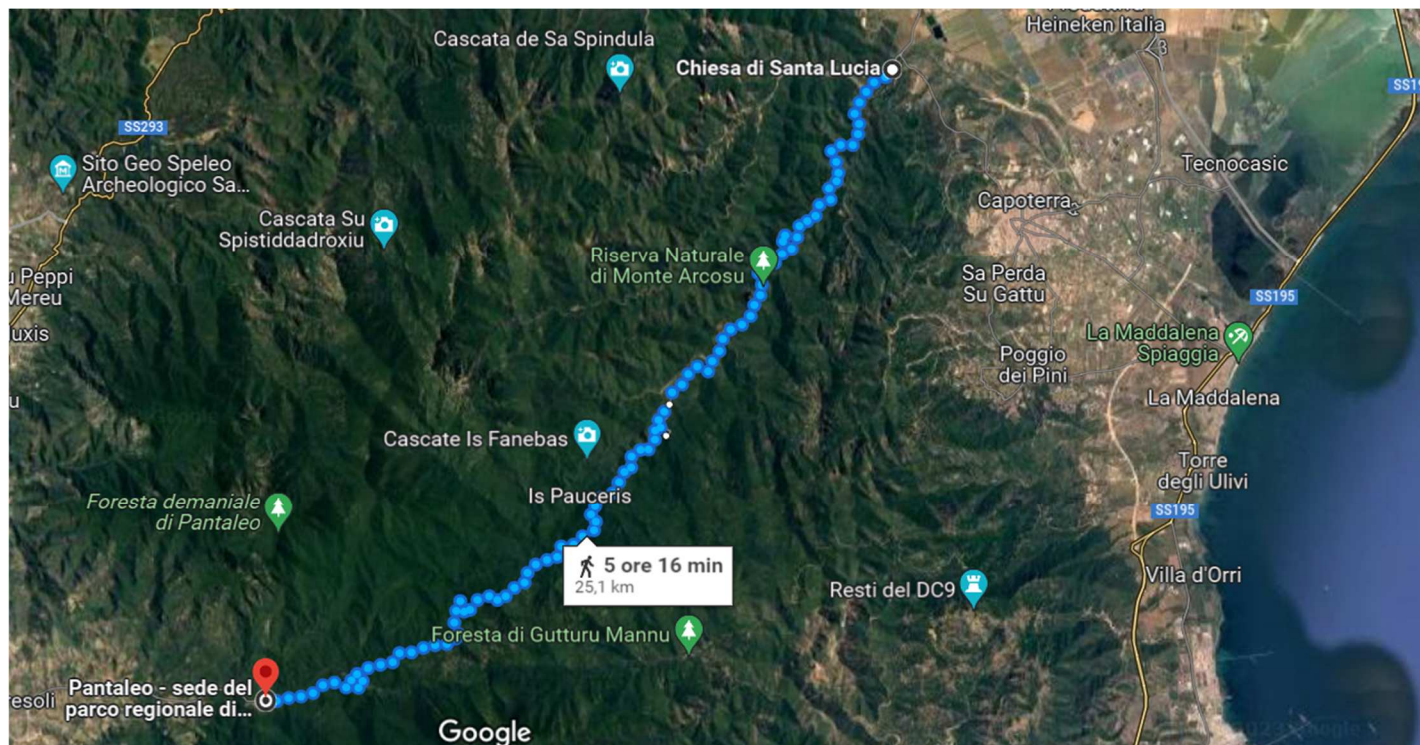 Heineken Italia
Cascata de Sa Spindula
Chiesa di Santa Lucia
SS293
Sito Geo Speleo
Archeologico Sa...
Tecnocasic
Capoterra
Cascata Su
Spistiddadroxiu
Riserva Naturale
di Monte Arcosu
u Peppi
Mereu
Sa Perda
Su Gattu
SS195
uxis
La Maddalena
Spiaggia
Poggio
dei Pini
La Maddalena
u
Cascate Is Fanebas
Torre
degli Ulivi
Is Pauceris
Foresta demaniale
di Pantaleo
SS195
5 ore 16 min
25,1 km
Villa d'Orri
Resti del DC9
Foresta di Gutturu Mannu
Pantaleo - sede del
parco regionale di...
resoli
Google